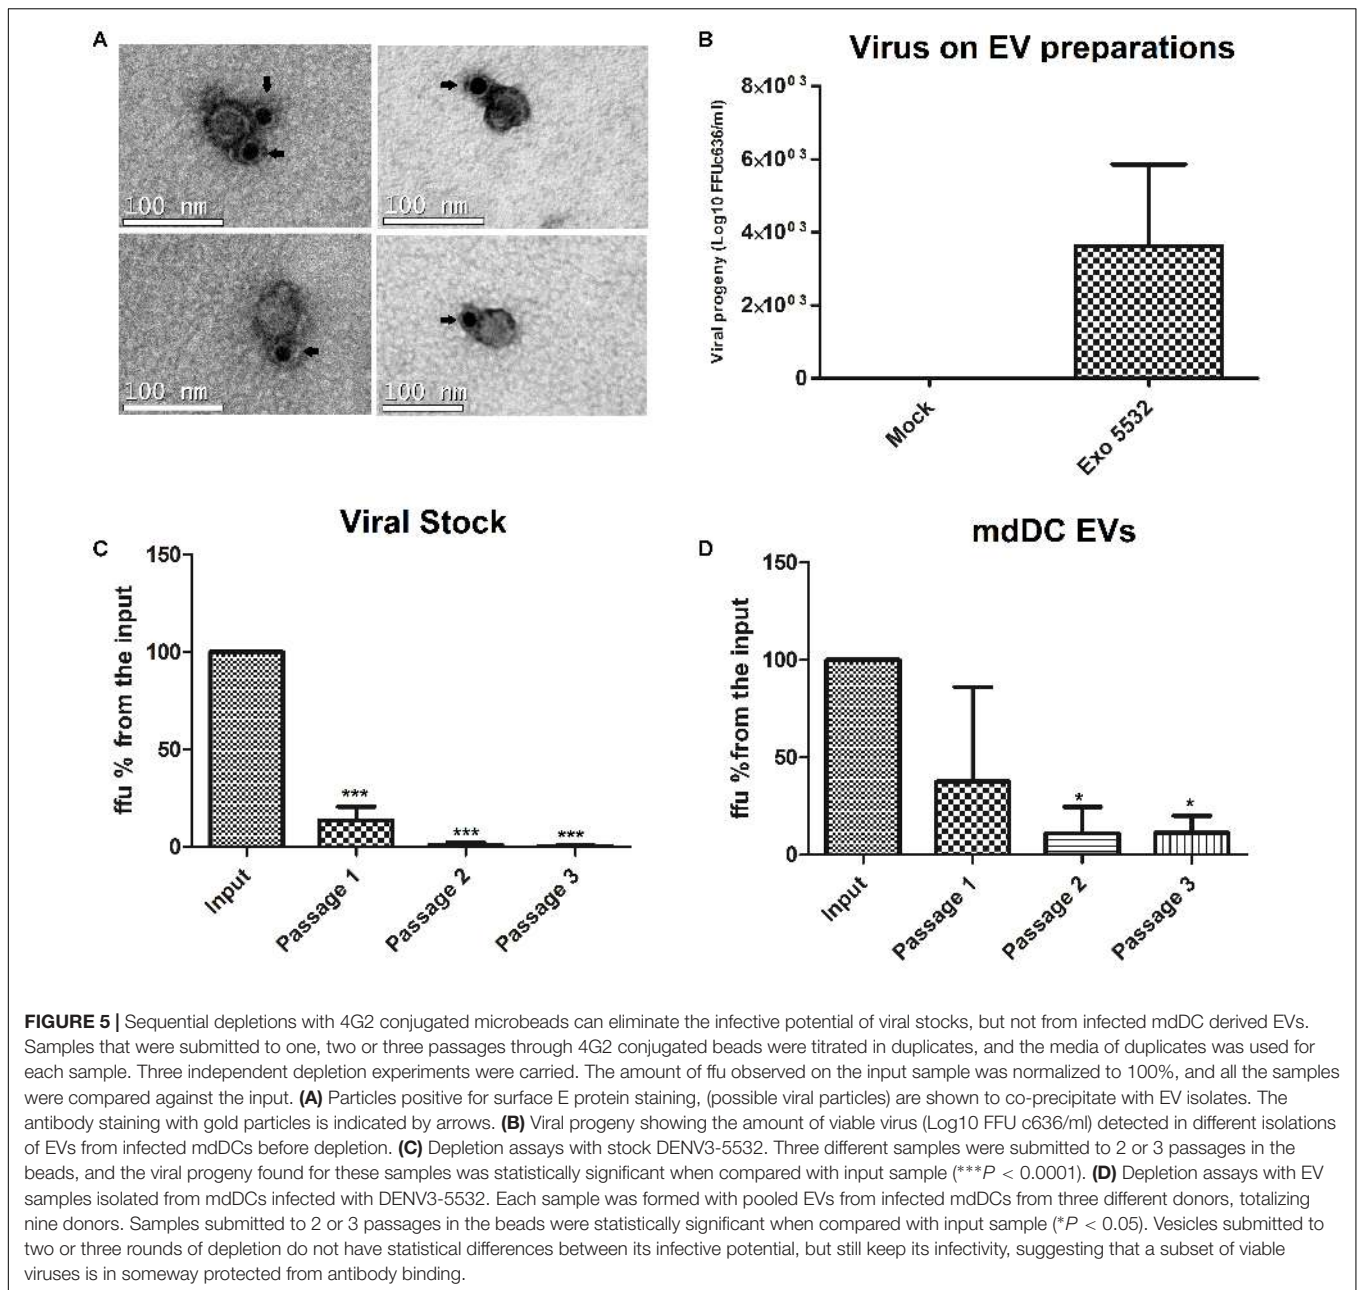 A
100 nm
100 nm
100 nm
100 nm
B
Virus on EV preparations
Viral progeny (Log10 FFUc636/ml)
8×10⁰³
6×10⁰³
4×10⁰³
2×10⁰³
0
Mock
Exo 5532
C
Viral Stock
ffu % from the input
150
100
50
0
***
***
***
Input
Passage 1
Passage 2
Passage 3
D
mdDC EVs
ffu %from the input
150
100
50
0
*
*
Input
Passage 1
Passage 2
Passage 3
FIGURE 5 | Sequential depletions with 4G2 conjugated microbeads can eliminate the infective potential of viral stocks, but not from infected mdDC derived EVs.
Samples that were submitted to one, two or three passages through 4G2 conjugated beads were titrated in duplicates, and the media of duplicates was used for
each sample. Three independent depletion experiments were carried. The amount of ffu observed on the input sample was normalized to 100%, and all the samples
were compared against the input. (A) Particles positive for surface E protein staining, (possible viral particles) are shown to co-precipitate with EV isolates. The
antibody staining with gold particles is indicated by arrows. (B) Viral progeny showing the amount of viable virus (Log10 FFU c636/ml) detected in different isolations
of EVs from infected mdDCs before depletion. (C) Depletion assays with stock DENV3-5532. Three different samples were submitted to 2 or 3 passages in the
beads, and the viral progeny found for these samples was statistically significant when compared with input sample (***P < 0.0001). (D) Depletion assays with EV
samples isolated from mdDCs infected with DENV3-5532. Each sample was formed with pooled EVs from infected mdDCs from three different donors, totalizing
nine donors. Samples submitted to 2 or 3 passages in the beads were statistically significant when compared with input sample (*P < 0.05). Vesicles submitted to
two or three rounds of depletion do not have statistical differences between its infective potential, but still keep its infectivity, suggesting that a subset of viable
viruses is in someway protected from antibody binding.